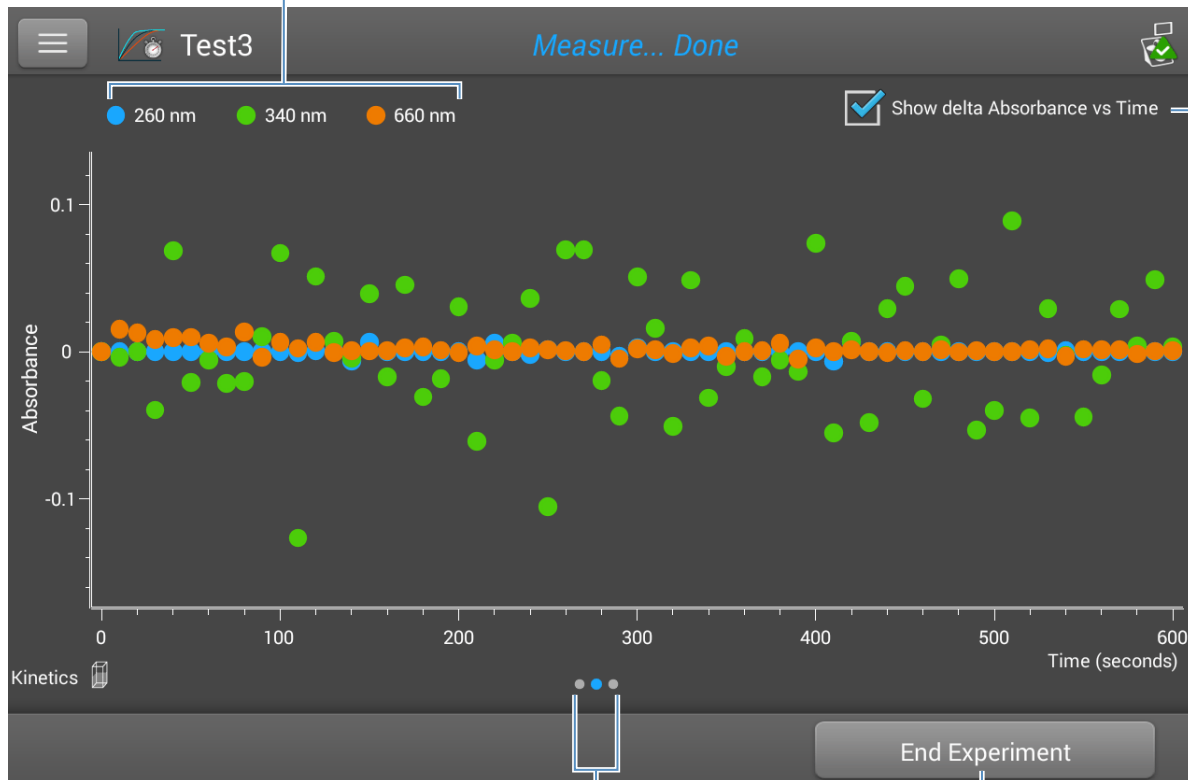 Test3
Measure... Done
260 nm 340 nm 660 nm
Show delta Absorbance vs Time
0.1
0
-0.1
Absorbance
0 100 200 300 400 500 600
Time (seconds)
Kinetics
End Experiment